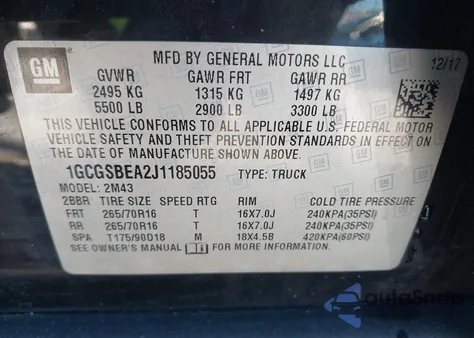 GM
MFD BY GENERAL MOTORS LLC
12/17
GVWR GAWR FRT GAWR RR
2495 KG 1315 KG 1497 KG
5500 LB 2900 LB 3300 LB
THIS VEHICLE CONFORMS TO ALL APPLICABLE U.S. FEDERAL MOTOR
VEHICLE SAFETY AND THEFT PREVENTION STANDARDS IN EFFECT ON THE
DATE OF MANUFACTURE SHOWN ABOVE.
1GCGSBEA2J1185055 TYPE: TRUCK
MODEL: 2M43
2BBR TIRE SIZE SPEED RTG RIM COLD TIRE PRESSURE
FRT 265/70R16 T 16X7.0J 240KPA(35PSI)
RR 265/70R16 T 16X7.0J 240KPA(35PSI)
SPA T175/90D18 M 18X4.5B 420KPA(60PSI)
SEE OWNER'S MANUAL FOR MORE INFORMATION.
autoSnap